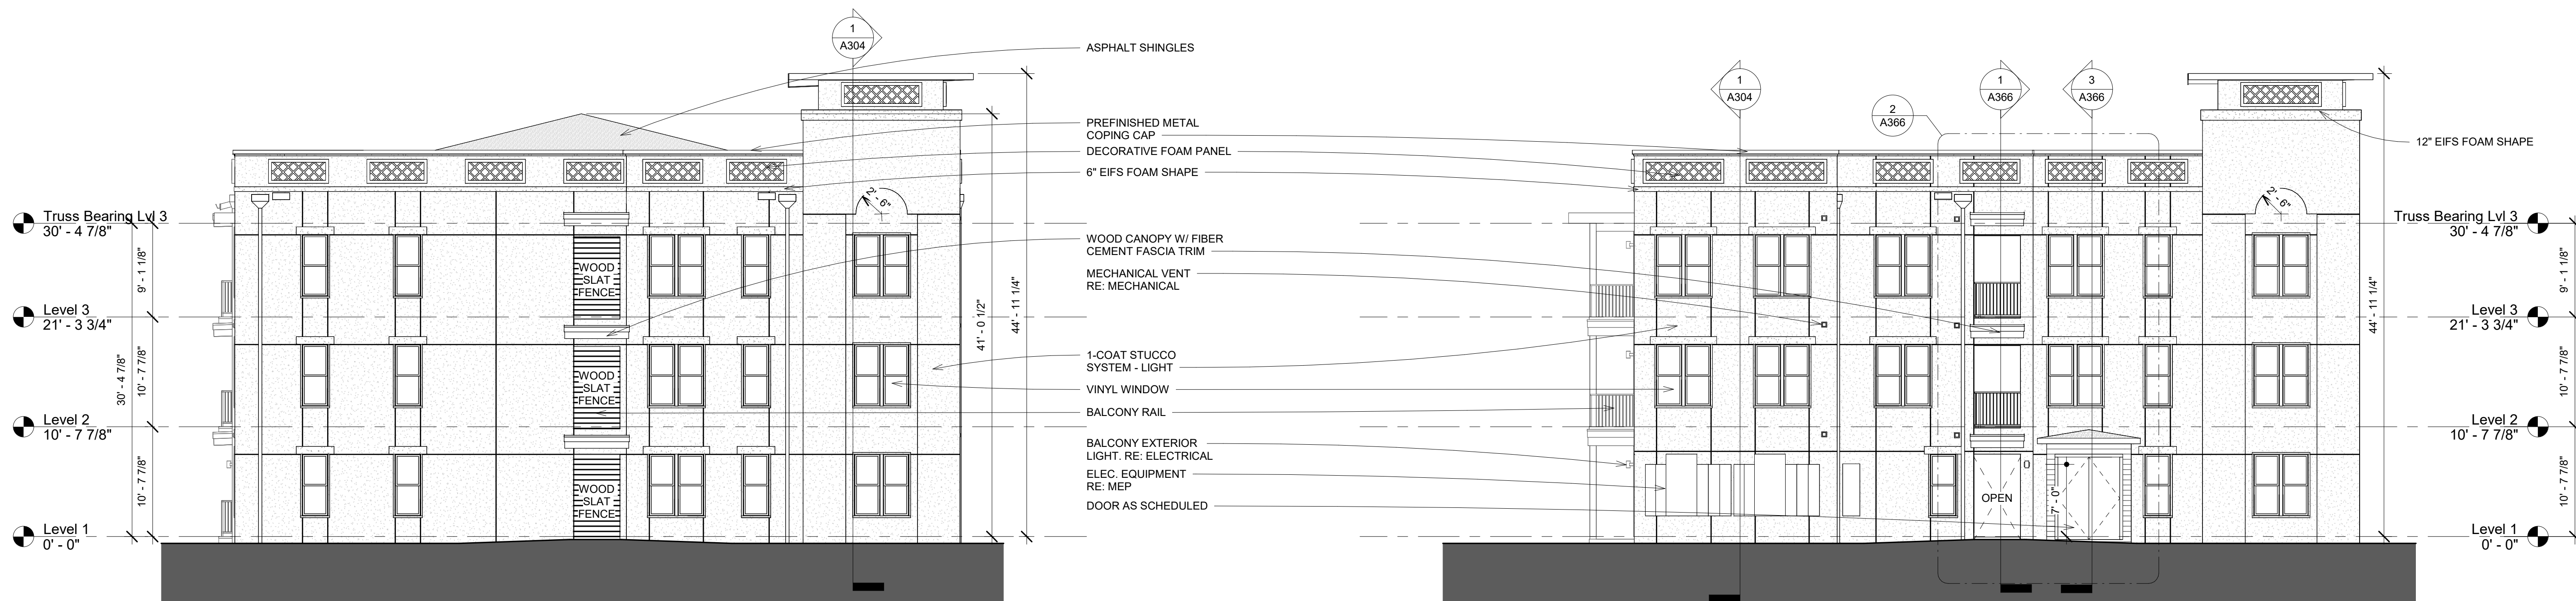 1
A304
Truss Bearing Lvl 3
30' - 4 7/8"
Level 3
21' - 3 3/4"
Level 2
10' - 7 7/8"
Level 1
0' - 0"
9' - 1 1/8"
10' - 7 7/8"
10' - 7 7/8"
30' - 4 7/8"
WOOD
SLAT
FENCE
WOOD
SLAT
FENCE
WOOD
SLAT
FENCE
2' - 6"
41' - 0 1/2"
44' - 11 1/4"
ASPHALT SHINGLES
PREFINISHED METAL
COPING CAP
DECORATIVE FOAM PANEL
6" EIFS FOAM SHAPE
WOOD CANOPY W/ FIBER
CEMENT FASCIA TRIM
MECHANICAL VENT
RE: MECHANICAL
1-COAT STUCCO
SYSTEM - LIGHT
VINYL WINDOW
BALCONY RAIL
BALCONY EXTERIOR
LIGHT. RE: ELECTRICAL
ELEC. EQUIPMENT
RE: MEP
DOOR AS SCHEDULED
1
A304
2
A366
1
A366
3
A366
OPEN
7' - 0"
2' - 6"
12" EIFS FOAM SHAPE
44' - 11 1/4"
Truss Bearing Lvl 3
30' - 4 7/8"
Level 3
21' - 3 3/4"
Level 2
10' - 7 7/8"
Level 1
0' - 0"
9' - 1 1/8"
10' - 7 7/8"
10' - 7 7/8"